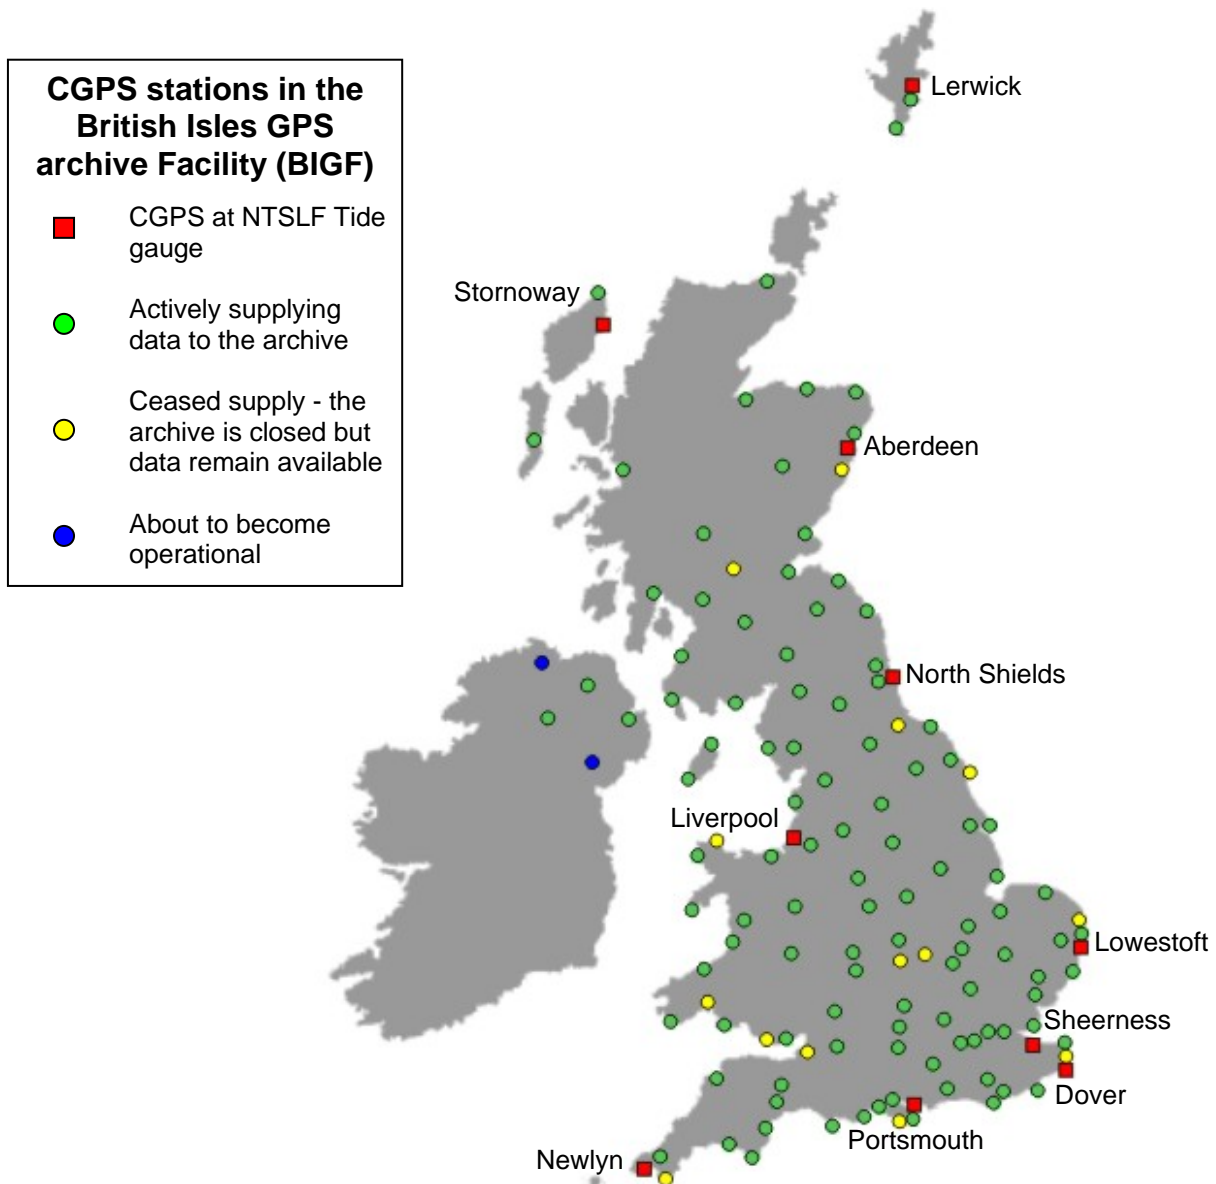 CGPS stations in the
British Isles GPS
archive Facility (BIGF)
CGPS at NTSLF Tide
gauge
Actively supplying
data to the archive
Ceased supply - the
archive is closed but
data remain available
About to become
operational
Lerwick
Stornoway
Aberdeen
North Shields
Liverpool
Lowestoft
Sheerness
Dover
Portsmouth
Newlyn